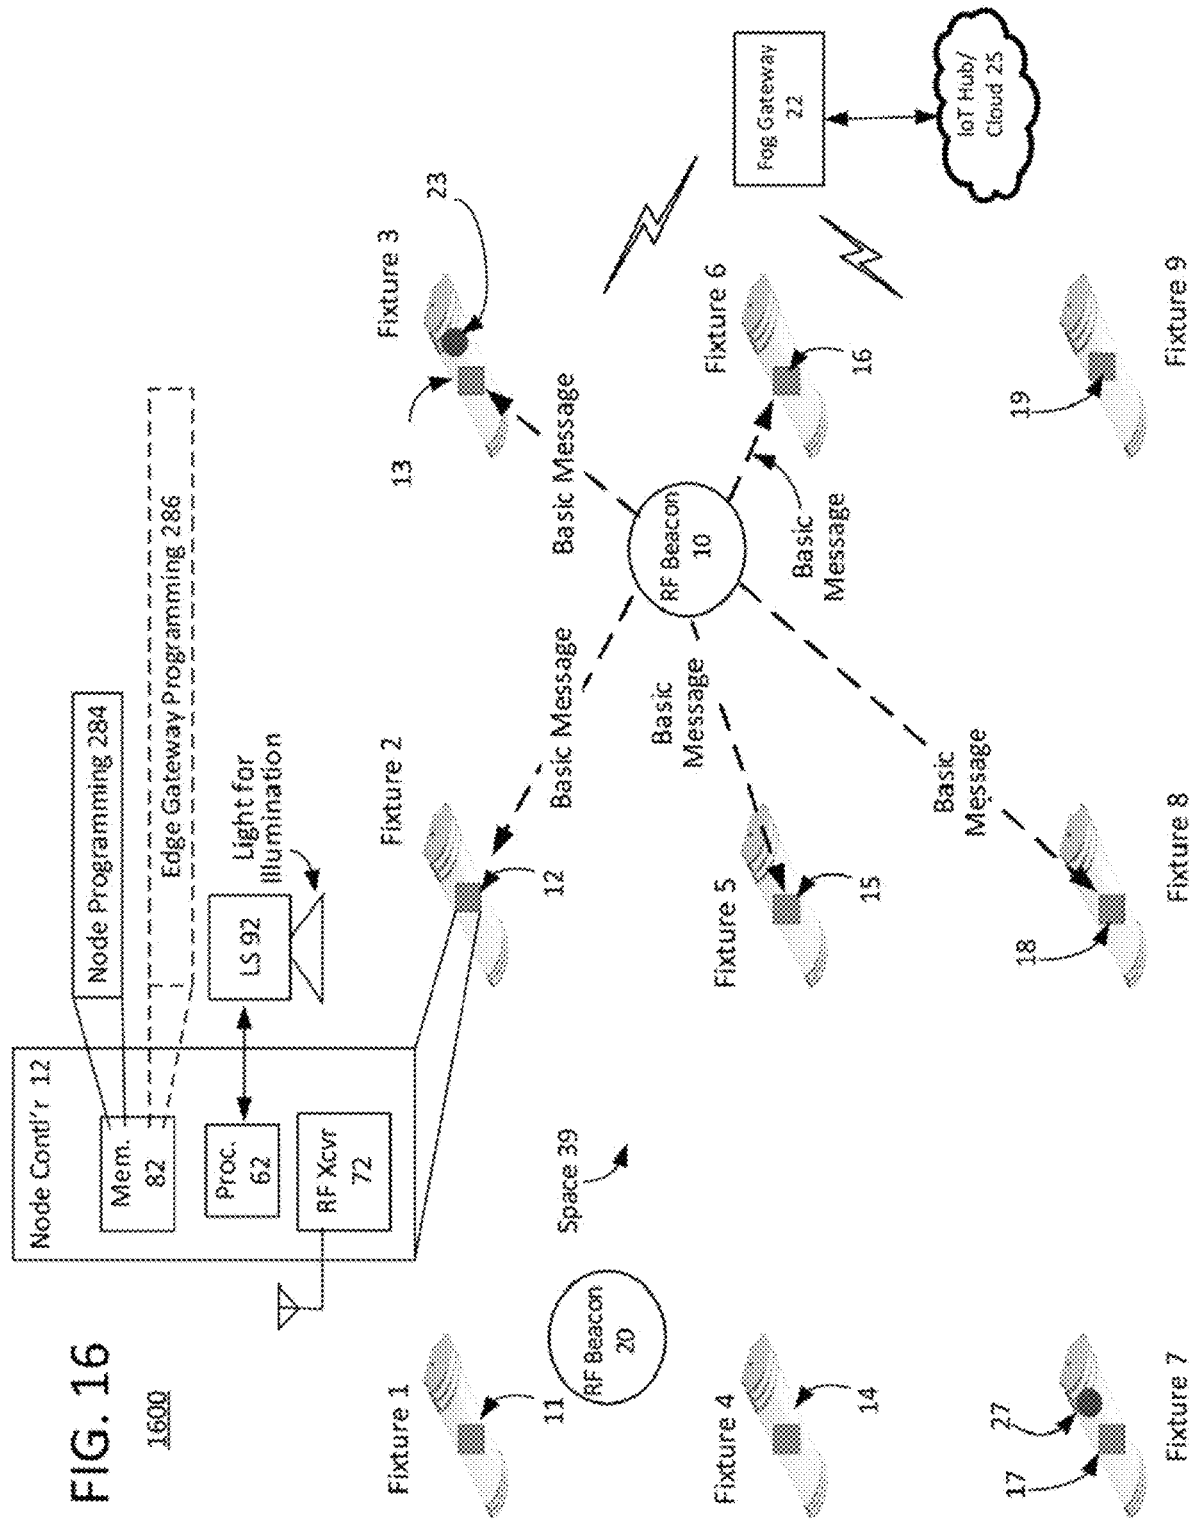 FIG. 16
1600
Node Contl'r 12
Mem.
82
Proc.
62
RF Xcvr
72
Node Programming 284
Edge Gateway Programming 286
LS 92
Light for
Illumination
Fixture 1
11
Fixture 2
12
Fixture 3
13
23
Basic Message
Basic Message
RF Beacon
20
Space 39
RF Beacon
10
Basic
Message
Basic
Message
Fixture 4
14
Fixture 5
15
Fixture 6
16
Fog Gateway
22
IoT Hub/
Cloud 25
Basic
Message
17
27
Fixture 7
18
Fixture 8
19
Fixture 9